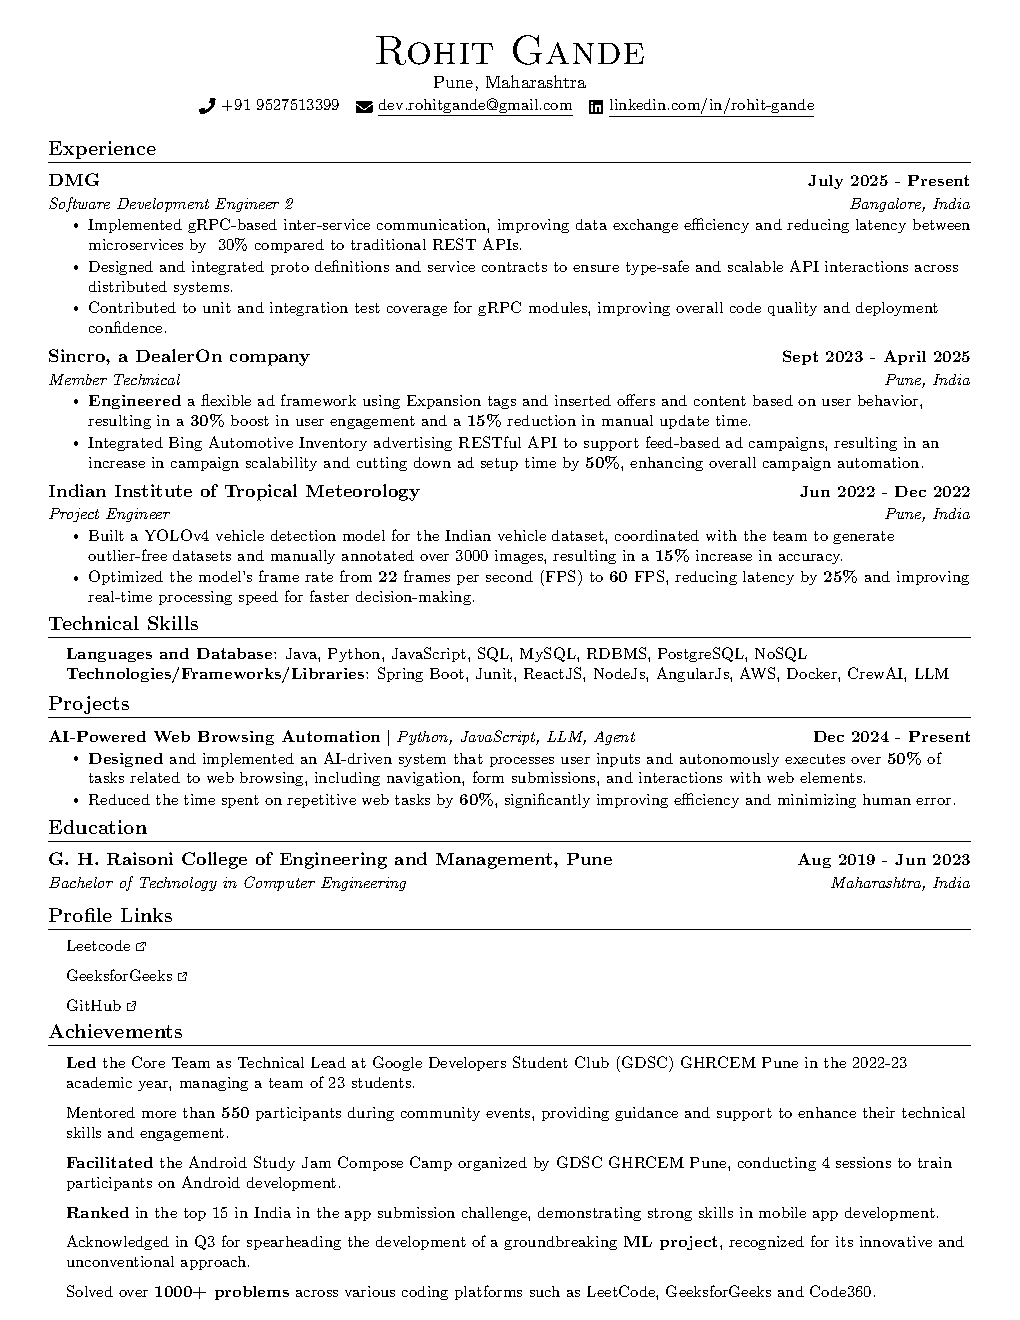 Rohit Gande
Pune, Maharashtra
+91 9527513399 dev.rohitgande@gmail.com linkedin.com/in/rohit-gande
Experience
DMG July 2025 - Present
Software Development Engineer 2 Bangalore, India
• Implemented gRPC-based inter-service communication, improving data exchange efficiency and reducing latency between
microservices by 30% compared to traditional REST APIs.
• Designed and integrated proto definitions and service contracts to ensure type-safe and scalable API interactions across
distributed systems.
• Contributed to unit and integration test coverage for gRPC modules, improving overall code quality and deployment
confidence.
Sincro, a DealerOn company Sept 2023 - April 2025
Member Technical Pune, India
• Engineered a flexible ad framework using Expansion tags and inserted offers and content based on user behavior,
resulting in a 30% boost in user engagement and a 15% reduction in manual update time.
• Integrated Bing Automotive Inventory advertising RESTful API to support feed-based ad campaigns, resulting in an
increase in campaign scalability and cutting down ad setup time by 50%, enhancing overall campaign automation.
Indian Institute of Tropical Meteorology Jun 2022 - Dec 2022
Project Engineer Pune, India
• Built a YOLOv4 vehicle detection model for the Indian vehicle dataset, coordinated with the team to generate
outlier-free datasets and manually annotated over 3000 images, resulting in a 15% increase in accuracy.
• Optimized the model's frame rate from 22 frames per second (FPS) to 60 FPS, reducing latency by 25% and improving
real-time processing speed for faster decision-making.
Technical Skills
Languages and Database: Java, Python, JavaScript, SQL, MySQL, RDBMS, PostgreSQL, NoSQL
Technologies/Frameworks/Libraries: Spring Boot, Junit, ReactJS, NodeJs, AngularJs, AWS, Docker, CrewAI, LLM
Projects
AI-Powered Web Browsing Automation | Python, JavaScript, LLM, Agent Dec 2024 - Present
• Designed and implemented an AI-driven system that processes user inputs and autonomously executes over 50% of
tasks related to web browsing, including navigation, form submissions, and interactions with web elements.
• Reduced the time spent on repetitive web tasks by 60%, significantly improving efficiency and minimizing human error.
Education
G. H. Raisoni College of Engineering and Management, Pune Aug 2019 - Jun 2023
Bachelor of Technology in Computer Engineering Maharashtra, India
Profile Links
Leetcode
GeeksforGeeks
GitHub
Achievements
Led the Core Team as Technical Lead at Google Developers Student Club (GDSC) GHRCEM Pune in the 2022-23
academic year, managing a team of 23 students.
Mentored more than 550 participants during community events, providing guidance and support to enhance their technical
skills and engagement.
Facilitated the Android Study Jam Compose Camp organized by GDSC GHRCEM Pune, conducting 4 sessions to train
participants on Android development.
Ranked in the top 15 in India in the app submission challenge, demonstrating strong skills in mobile app development.
Acknowledged in Q3 for spearheading the development of a groundbreaking ML project, recognized for its innovative and
unconventional approach.
Solved over 1000+ problems across various coding platforms such as LeetCode, GeeksforGeeks and Code360.